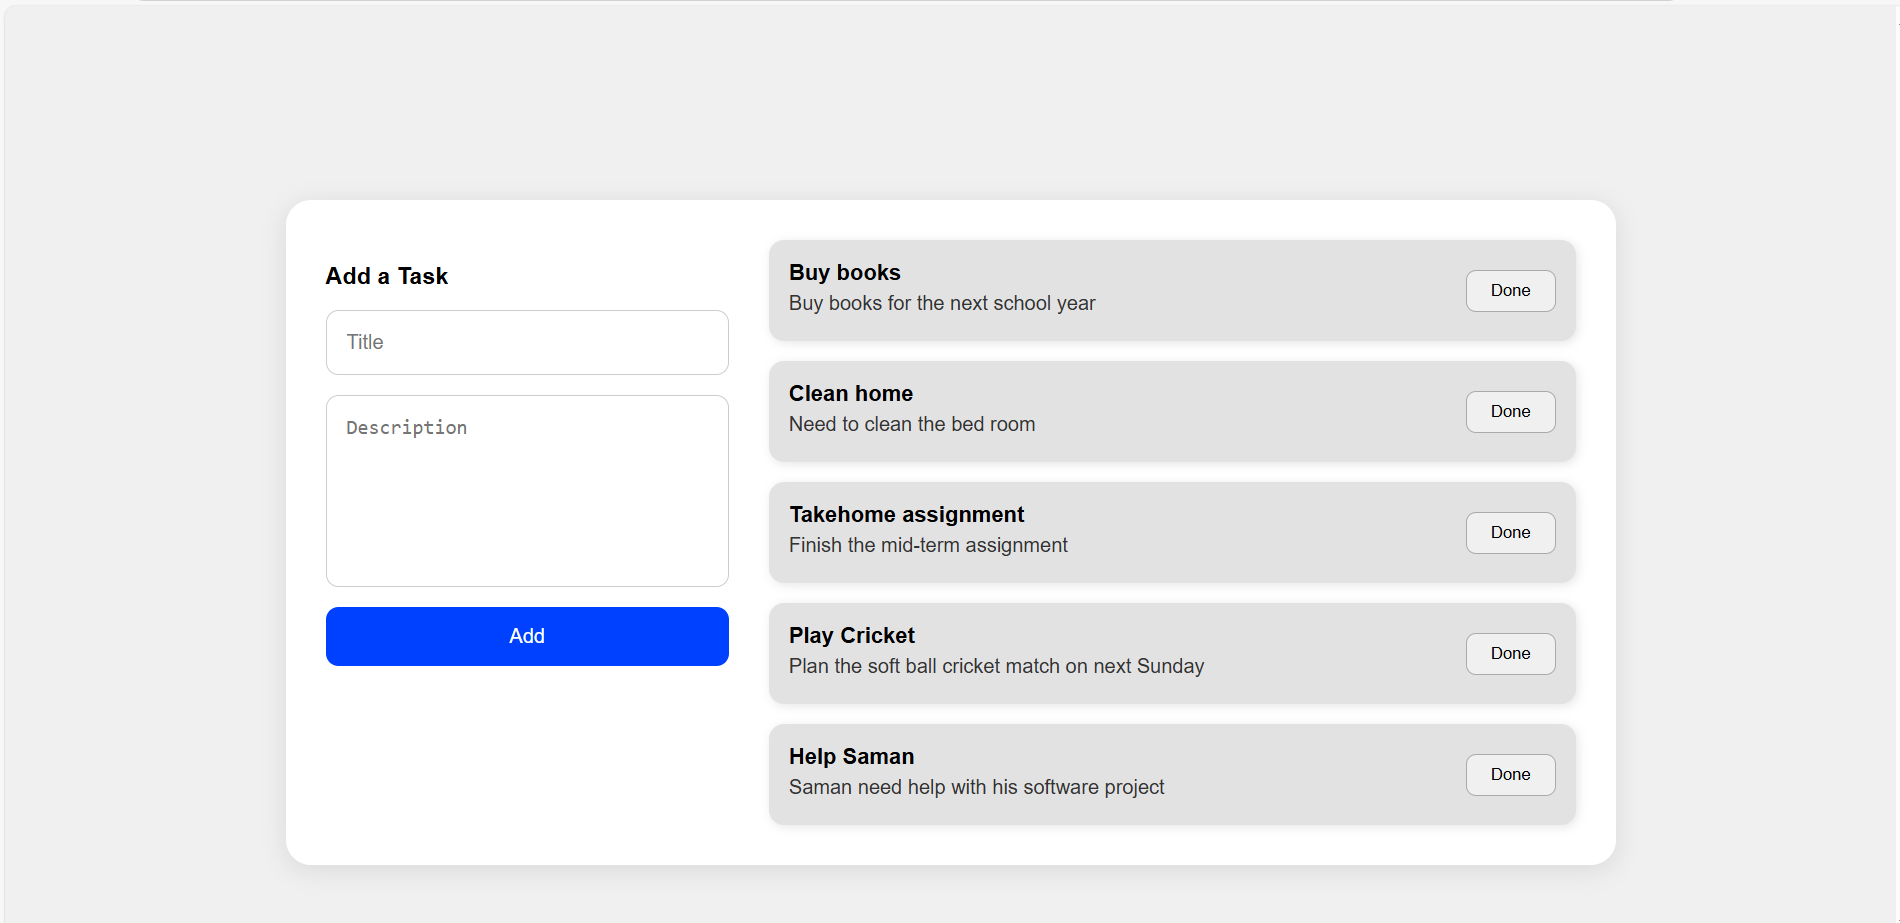 Add a Task
Title
Description
Add
Buy books
Buy books for the next school year
Done
Clean home
Need to clean the bed room
Done
Takehome assignment
Finish the mid-term assignment
Done
Play Cricket
Plan the soft ball cricket match on next Sunday
Done
Help Saman
Saman need help with his software project
Done